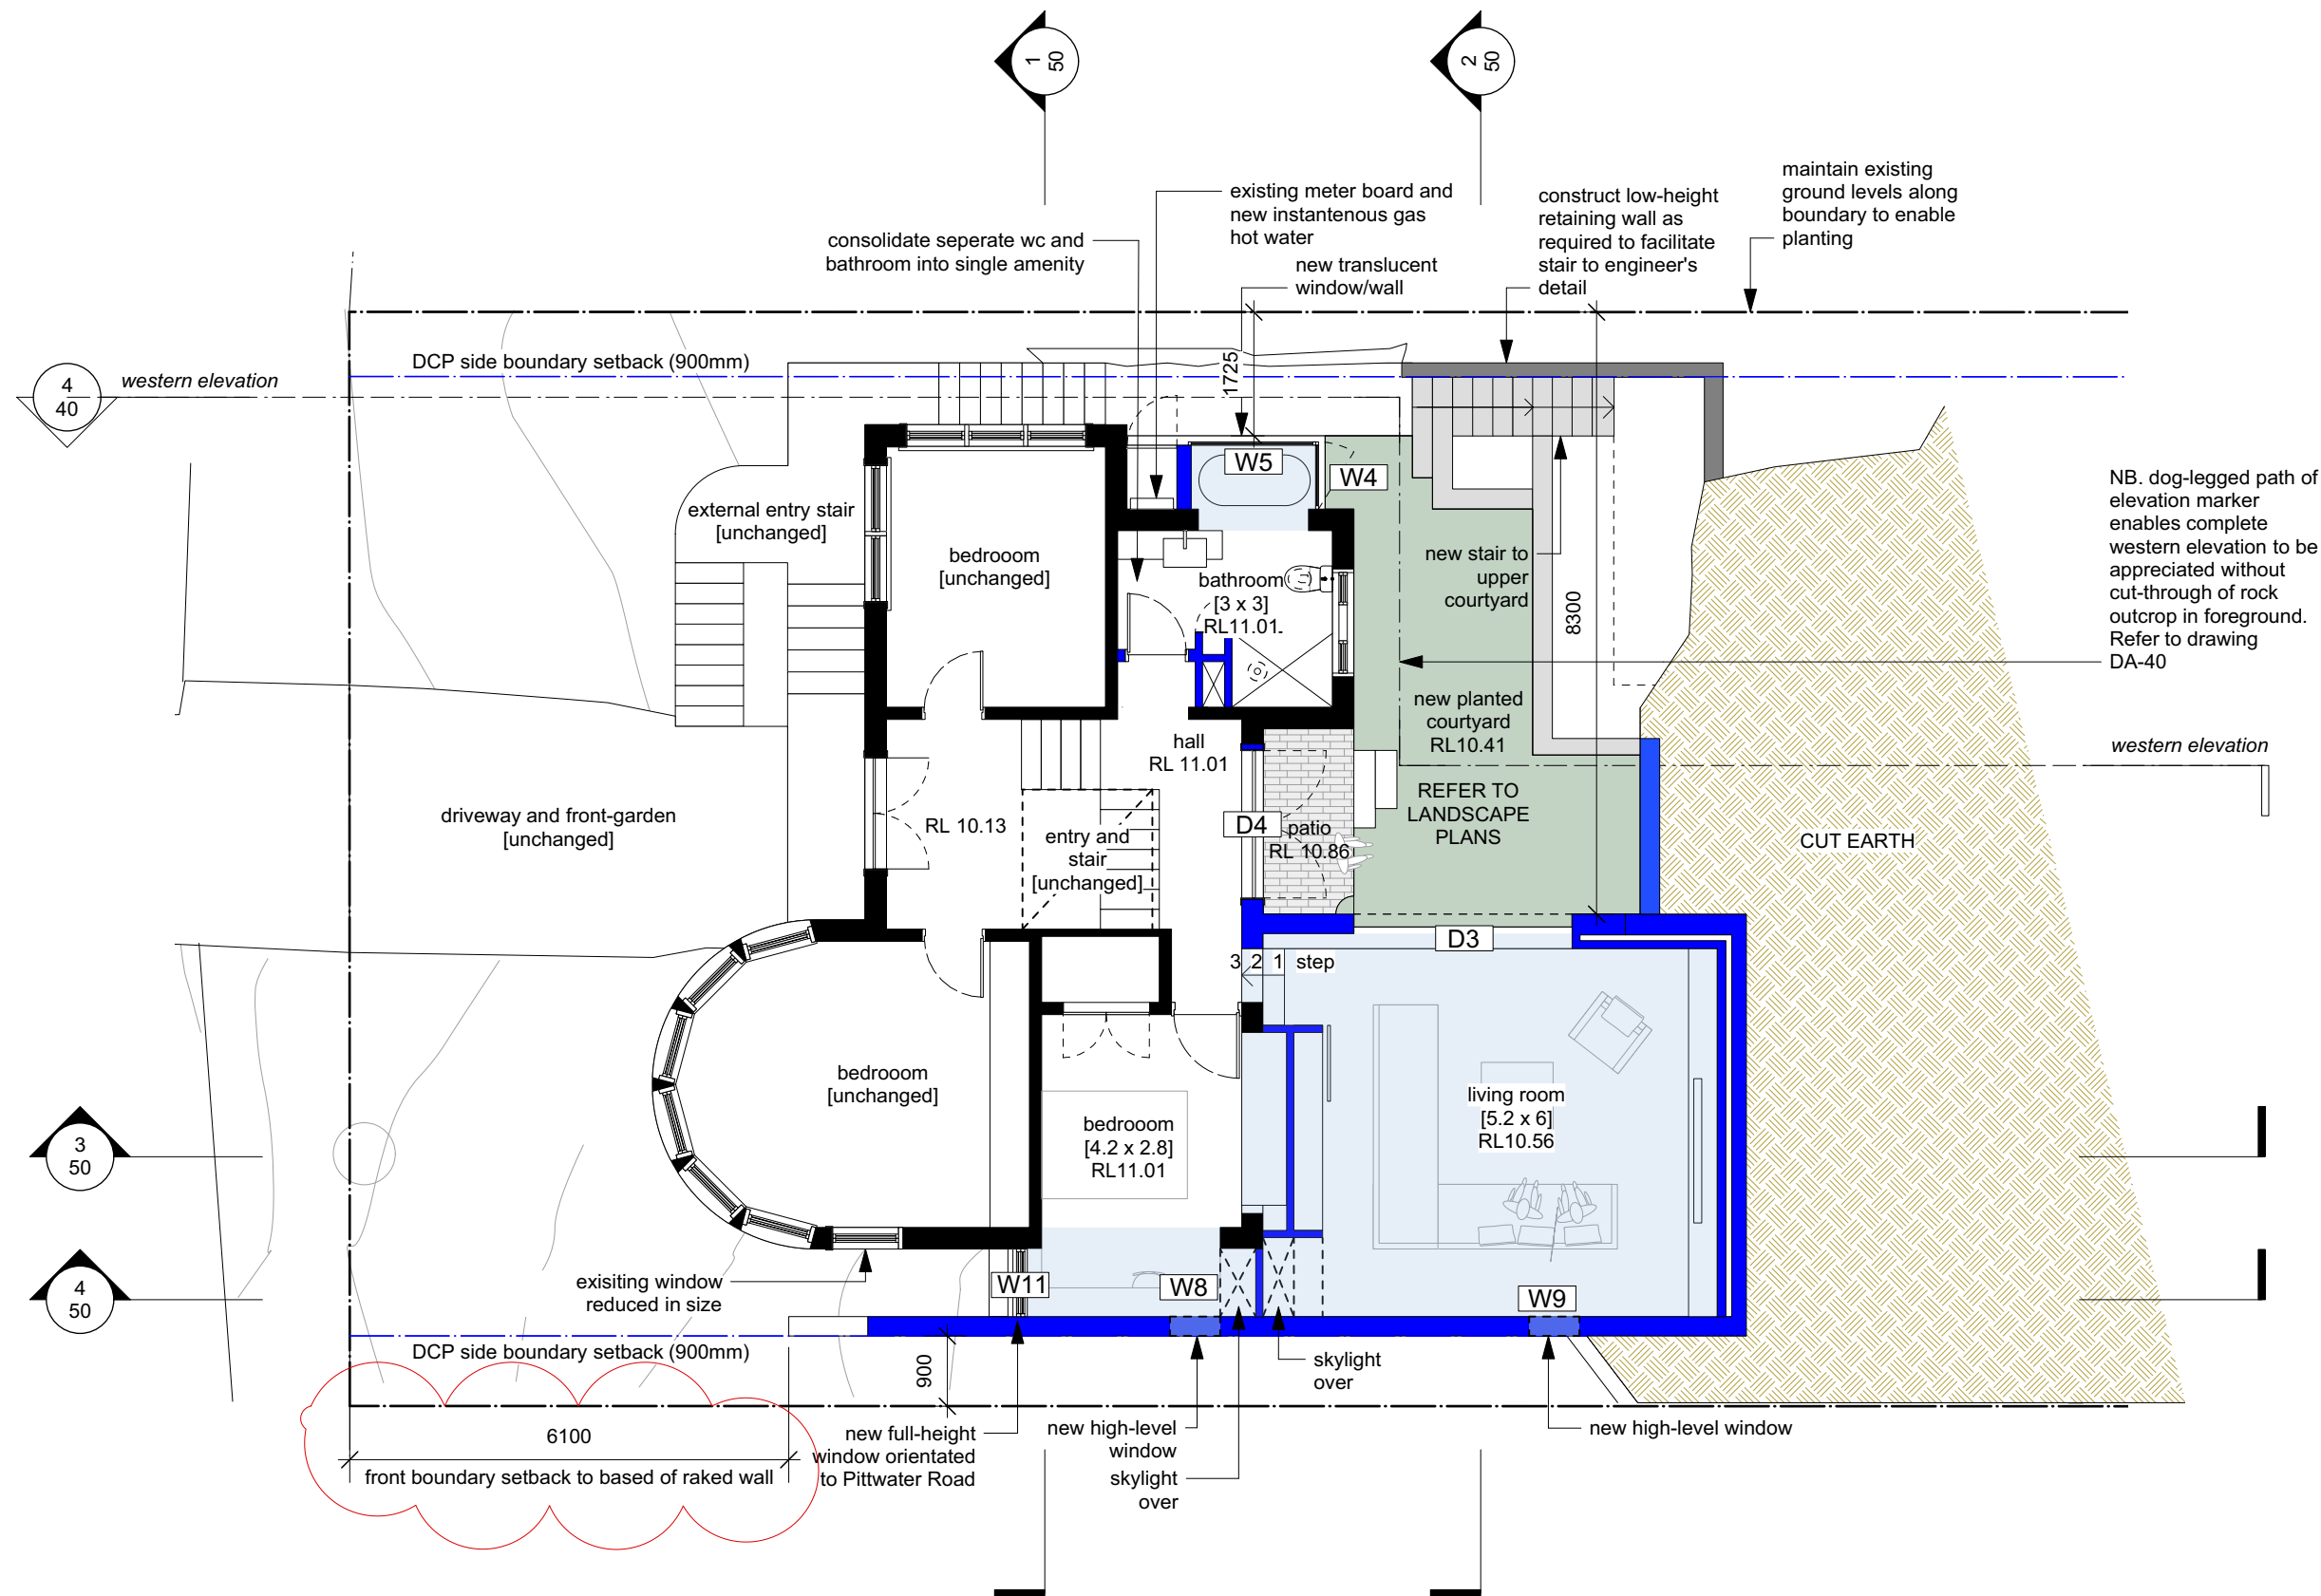 1
50
2
50
existing meter board and
new instantenous gas
hot water
construct low-height
retaining wall as
required to facilitate
stair to engineer's
detail
maintain existing
ground levels along
boundary to enable
planting
consolidate seperate wc and
bathroom into single amenity
new translucent
window/wall
DCP side boundary setback (900mm)
1725
4
40
western elevation
W5
W4
external entry stair
[unchanged]
bedrooom
[unchanged]
bathroom
[3 x 3]
RL11.01
new stair to
upper
courtyard
8300
NB. dog-legged path of
elevation marker
enables complete
western elevation to be
appreciated without
cut-through of rock
outcrop in foreground.
Refer to drawing
DA-40
new planted
courtyard
RL10.41
hall
RL 11.01
western elevation
REFER TO
LANDSCAPE
PLANS
driveway and front-garden
[unchanged]
RL 10.13
entry and
stair
[unchanged]
D4
patio
RL 10.86
CUT EARTH
D3
3 2 1 step
bedrooom
[unchanged]
bedrooom
[4.2 x 2.8]
RL11.01
living room
[5.2 x 6]
RL10.56
3
50
4
50
exisiting window
reduced in size
W11
W8
W9
DCP side boundary setback (900mm)
900
skylight
over
6100
front boundary setback to based of raked wall
new full-height
window orientated
to Pittwater Road
new high-level
window
skylight
over
new high-level window